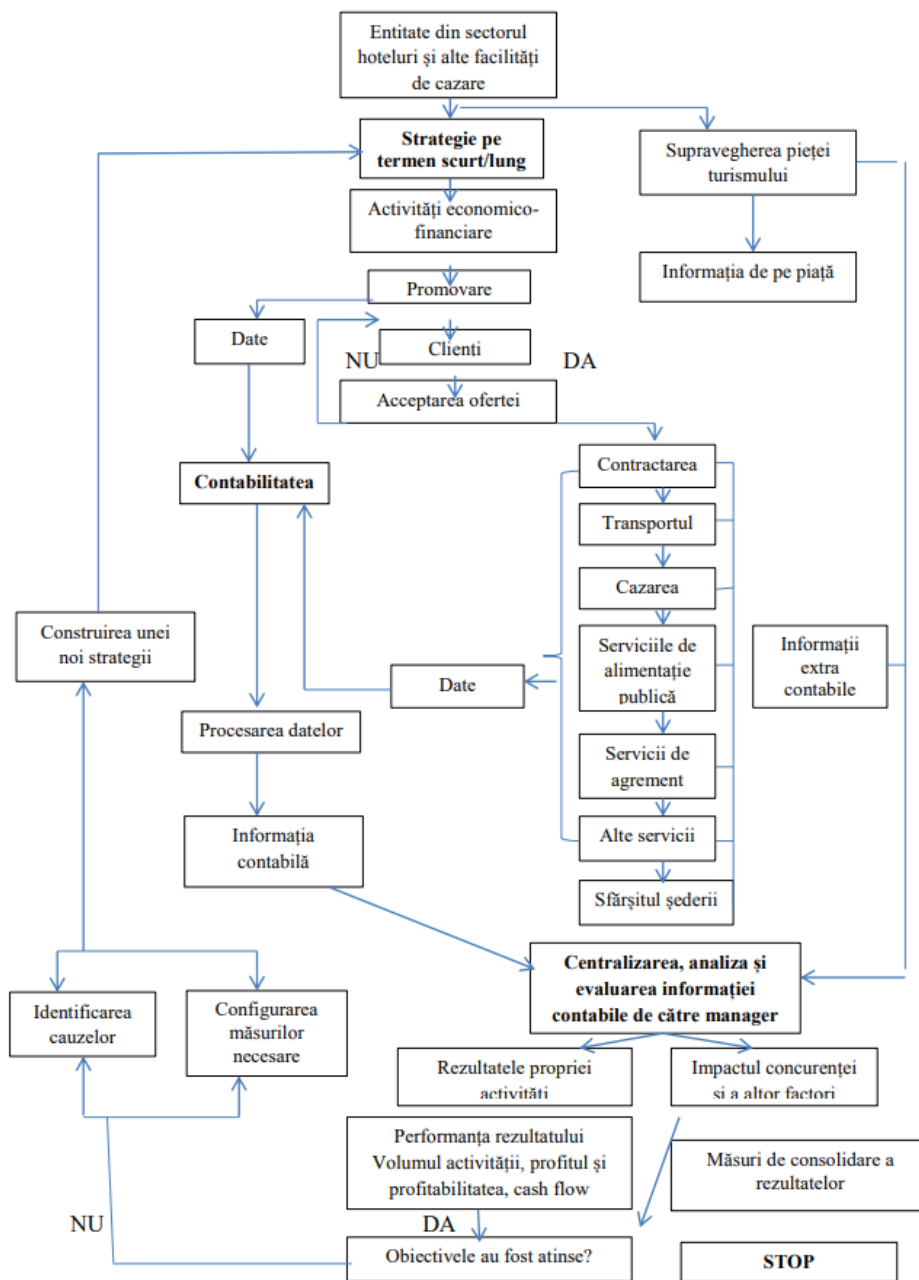 Entitate din sectorul
hoteluri și alte facilități
de cazare
Strategie pe
termen scurt/lung
Supravegherea pieței
turismului
Activități economico-
financiare
Informația de pe piață
Promovare
Date
Clienți
NU
DA
Acceptarea ofertei
Contractarea
Contabilitatea
Transportul
Cazarea
Construirea unei
noi strategii
Serviciile de
alimentație
publică
Informații
extra
contabile
Date
Procesarea datelor
Servicii de
agrement
Informația
contabilă
Alte servicii
Sfârșitul șederii
Centralizarea, analiza și
evaluarea informației
contabile de către manager
Identificarea
cauzelor
Configurarea
măsurilor
necesare
Rezultatele propriei
activități
Impactul concurenței
și a altor factori
Performanța rezultatului
Volumul activității, profitul și
profitabilitatea, cash flow
Măsuri de consolidare a
rezultatelor
NU
DA
Obiectivele au fost atinse?
STOP